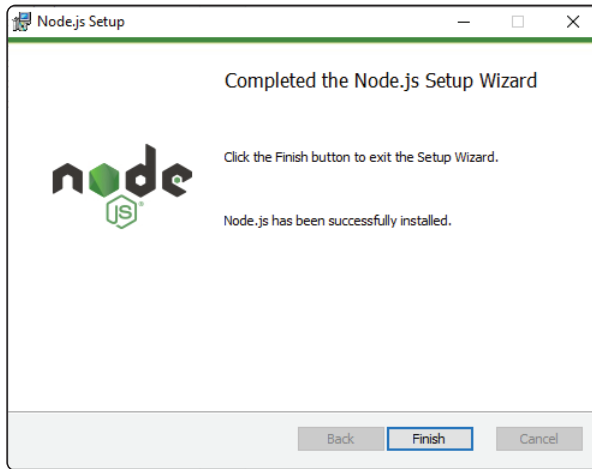 Node.js Setup
Completed the Node.js Setup Wizard
Click the Finish button to exit the Setup Wizard.
node
JS
Node.js has been successfully installed.
Back Finish Cancel